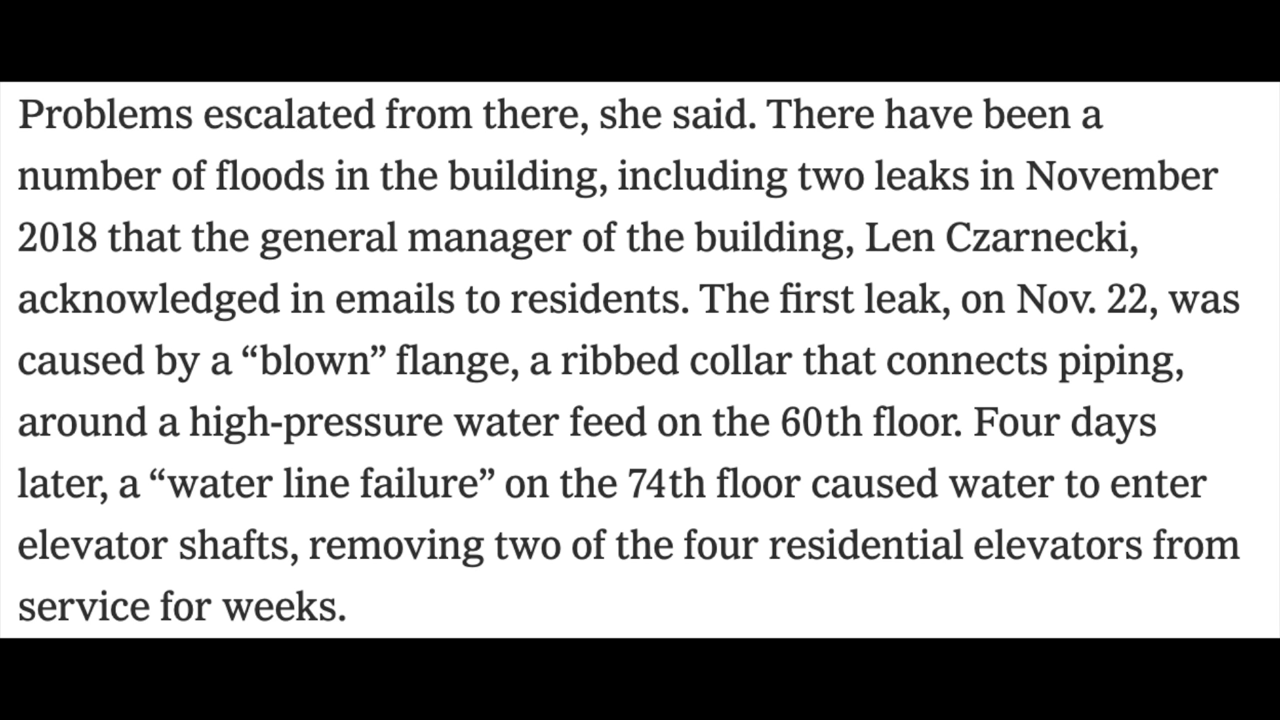 Problems escalated from there, she said. There have been a
number of floods in the building, including two leaks in November
2018 that the general manager of the building, Len Czarnecki,
acknowledged in emails to residents. The first leak, on Nov. 22, was
caused by a “blown” flange, a ribbed collar that connects piping,
around a high-pressure water feed on the 60th floor. Four days
later, a “water line failure” on the 74th floor caused water to enter
elevator shafts, removing two of the four residential elevators from
service for weeks.